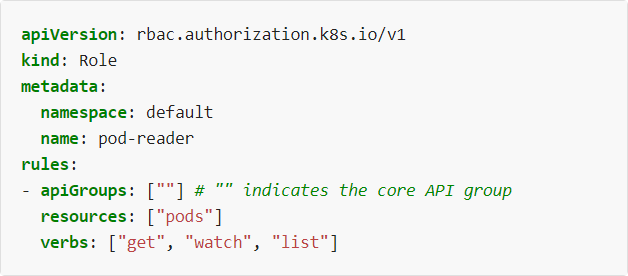 apiVersion: rbac.authorization.k8s.io/v1
kind: Role
metadata:
  namespace: default
  name: pod-reader
rules:
- apiGroups: [""] # "" indicates the core API group
  resources: ["pods"]
  verbs: ["get", "watch", "list"]